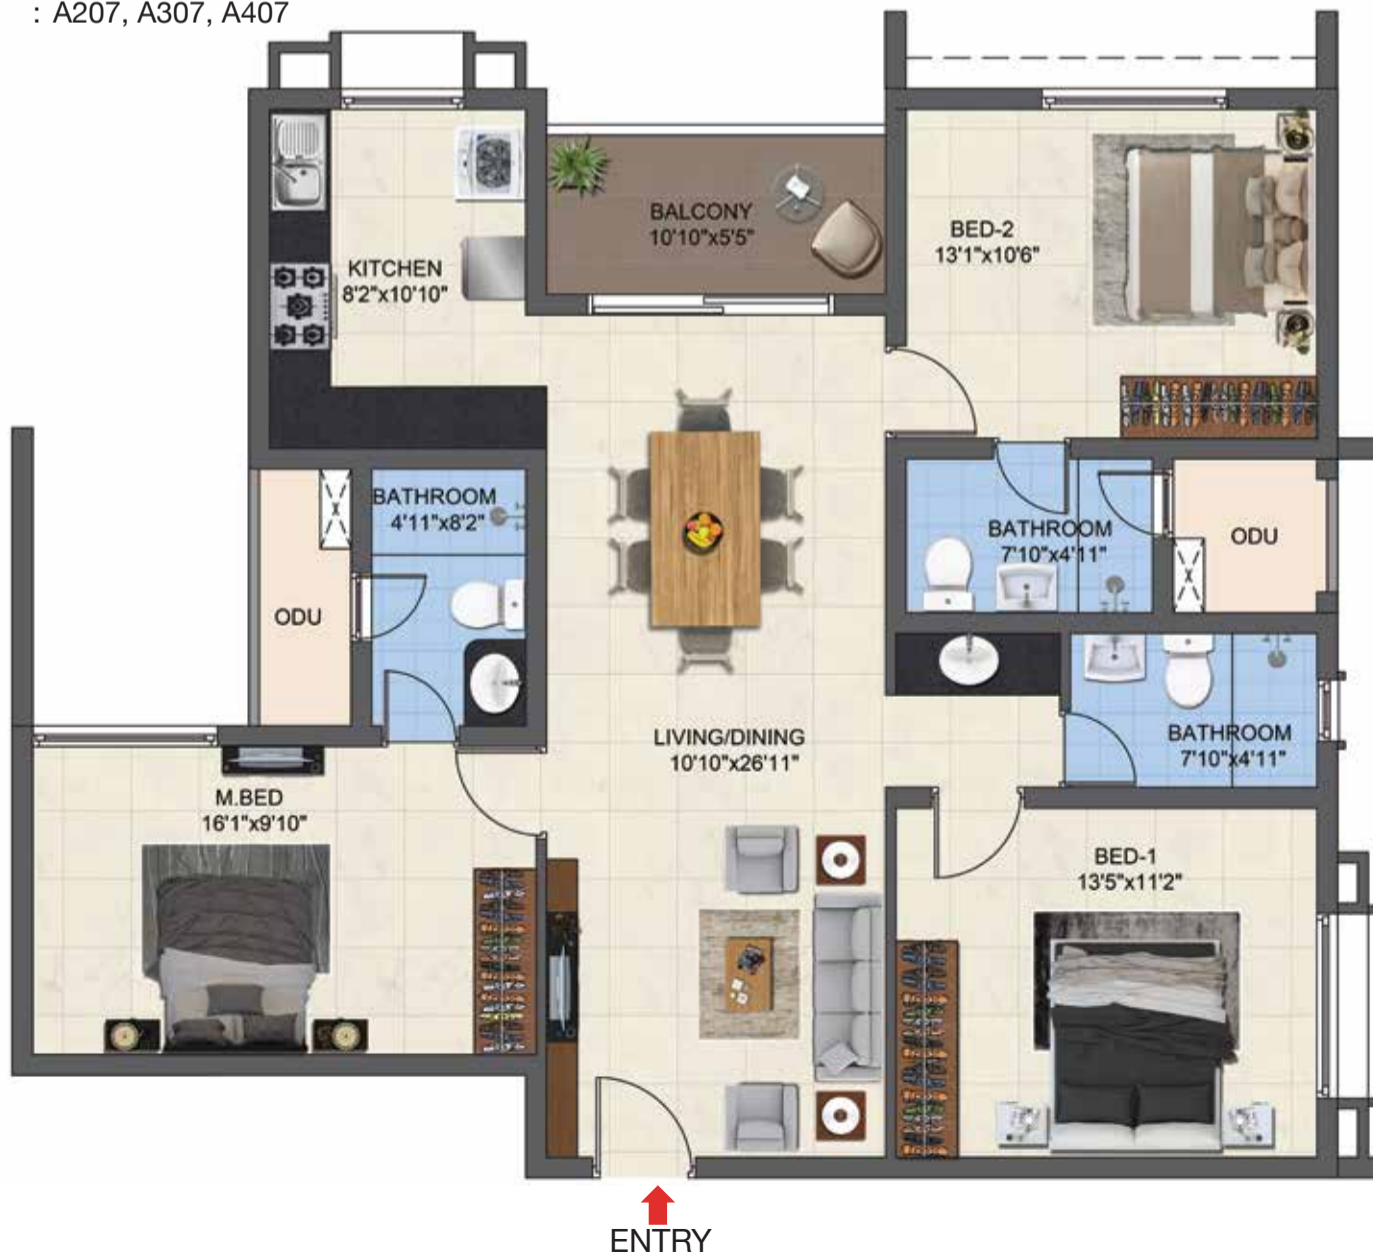 : A207, A307, A407
BALCONY
10'10"x5'5"
BED-2
13'1"x10'6"
KITCHEN
8'2"x10'10"
BATHROOM
4'11"x8'2"
BATHROOM
7'10"x4'11"
ODU
ODU
LIVING/DINING
10'10"x26'11"
BATHROOM
7'10"x4'11"
M.BED
16'1"x9'10"
BED-1
13'5"x11'2"
ENTRY